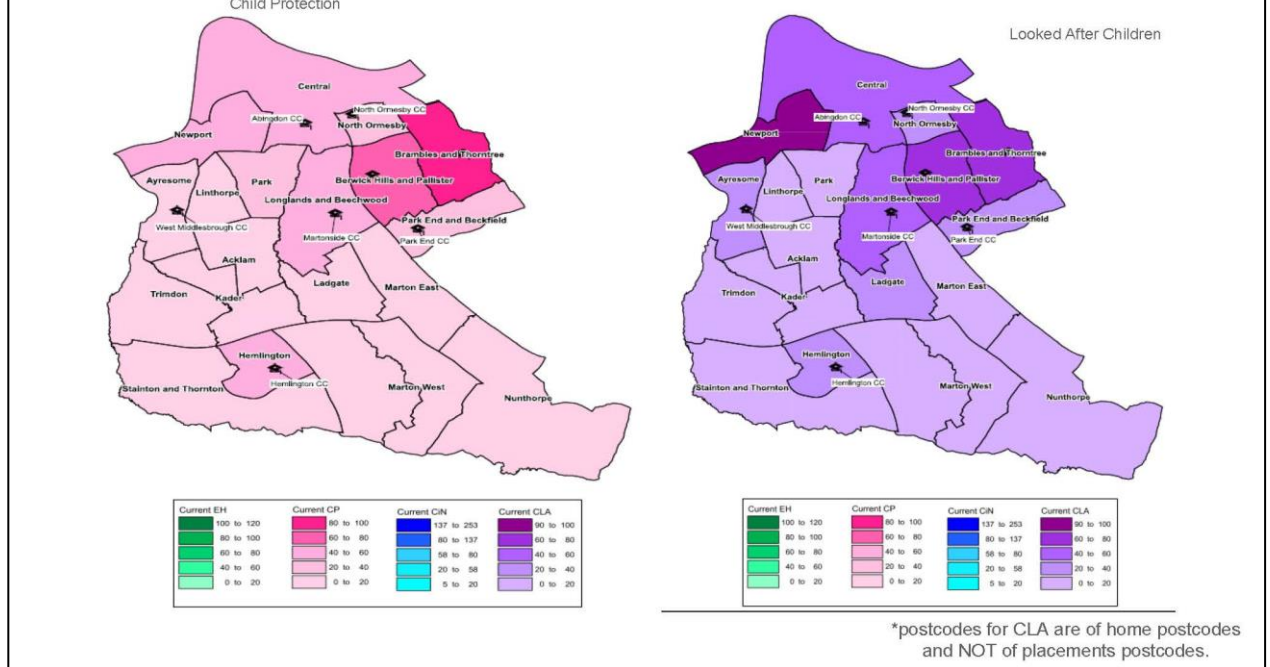 Child Protection
Central
Abingdon CC
North Ormesby CC
North Ormesby
Newport
Brambles and Thorntree
Berwick Hills and Pallister
Ayresome
Linthorpe
Park
Longlands and Beechwood
Park End and Beckfield
West Middlesbrough CC
Martonside CC
Park End CC
Acklam
Ladgate
Marton East
Trimdon
Kader
Hemlington
Hemlington CC
Stainton and Thornton
Marton West
Nunthorpe
Current EH
100 to 120
80 to 100
60 to 80
40 to 60
0 to 20
Current CP
80 to 100
60 to 80
40 to 60
20 to 40
0 to 20
Current CiN
137 to 253
80 to 137
58 to 80
20 to 58
5 to 20
Current CLA
90 to 100
60 to 80
40 to 60
20 to 40
0 to 20
Looked After Children
Central
Abingdon CC
North Ormesby CC
North Ormesby
Newport
Brambles and Thorntree
Berwick Hills and Pallister
Ayresome
Linthorpe
Park
Longlands and Beechwood
Park End and Beckfield
West Middlesbrough CC
Martonside CC
Park End CC
Acklam
Ladgate
Marton East
Trimdon
Kader
Hemlington
Hemlington CC
Stainton and Thornton
Marton West
Nunthorpe
Current EH
100 to 120
80 to 100
60 to 80
40 to 60
0 to 20
Current CP
80 to 100
60 to 80
40 to 60
20 to 40
0 to 20
Current CiN
137 to 253
80 to 137
58 to 80
20 to 58
5 to 20
Current CLA
90 to 100
60 to 80
40 to 60
20 to 40
0 to 20
*postcodes for CLA are of home postcodes
and NOT of placements postcodes.